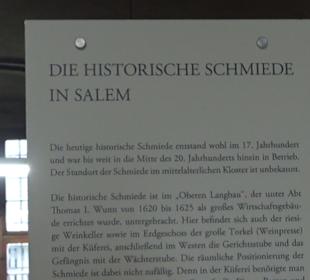 DIE HISTORISCHE SCHMIEDE
IN SALEM
Die heutige historische Schmiede entstand wohl im 17. Jahrhundert
und war bis weit in die Mitte des 20. Jahrhunderts hinein in Betrieb.
Der Standort der Schmiede im mittelalterlichen Kloster ist unbekannt.
Die historische Schmiede ist im „Oberen Langbau“, der unter Abt
Thomas I. Wunn von 1620 bis 1625 als großes Wirtschaftsgebäu-
de errichtet wurde, untergebracht. Hier befindet sich auch der riesi-
ge Weinkeller sowie im Erdgeschoss der große Torkel (Weinpresse)
mit der Küferei, anschließend im Westen die Gerichtsstube und das
Gefängnis mit der Wächterstube. Die räumliche Positionierung der
Schmiede ist dabei nicht zufällig. Denn in der Küferei benötigte man